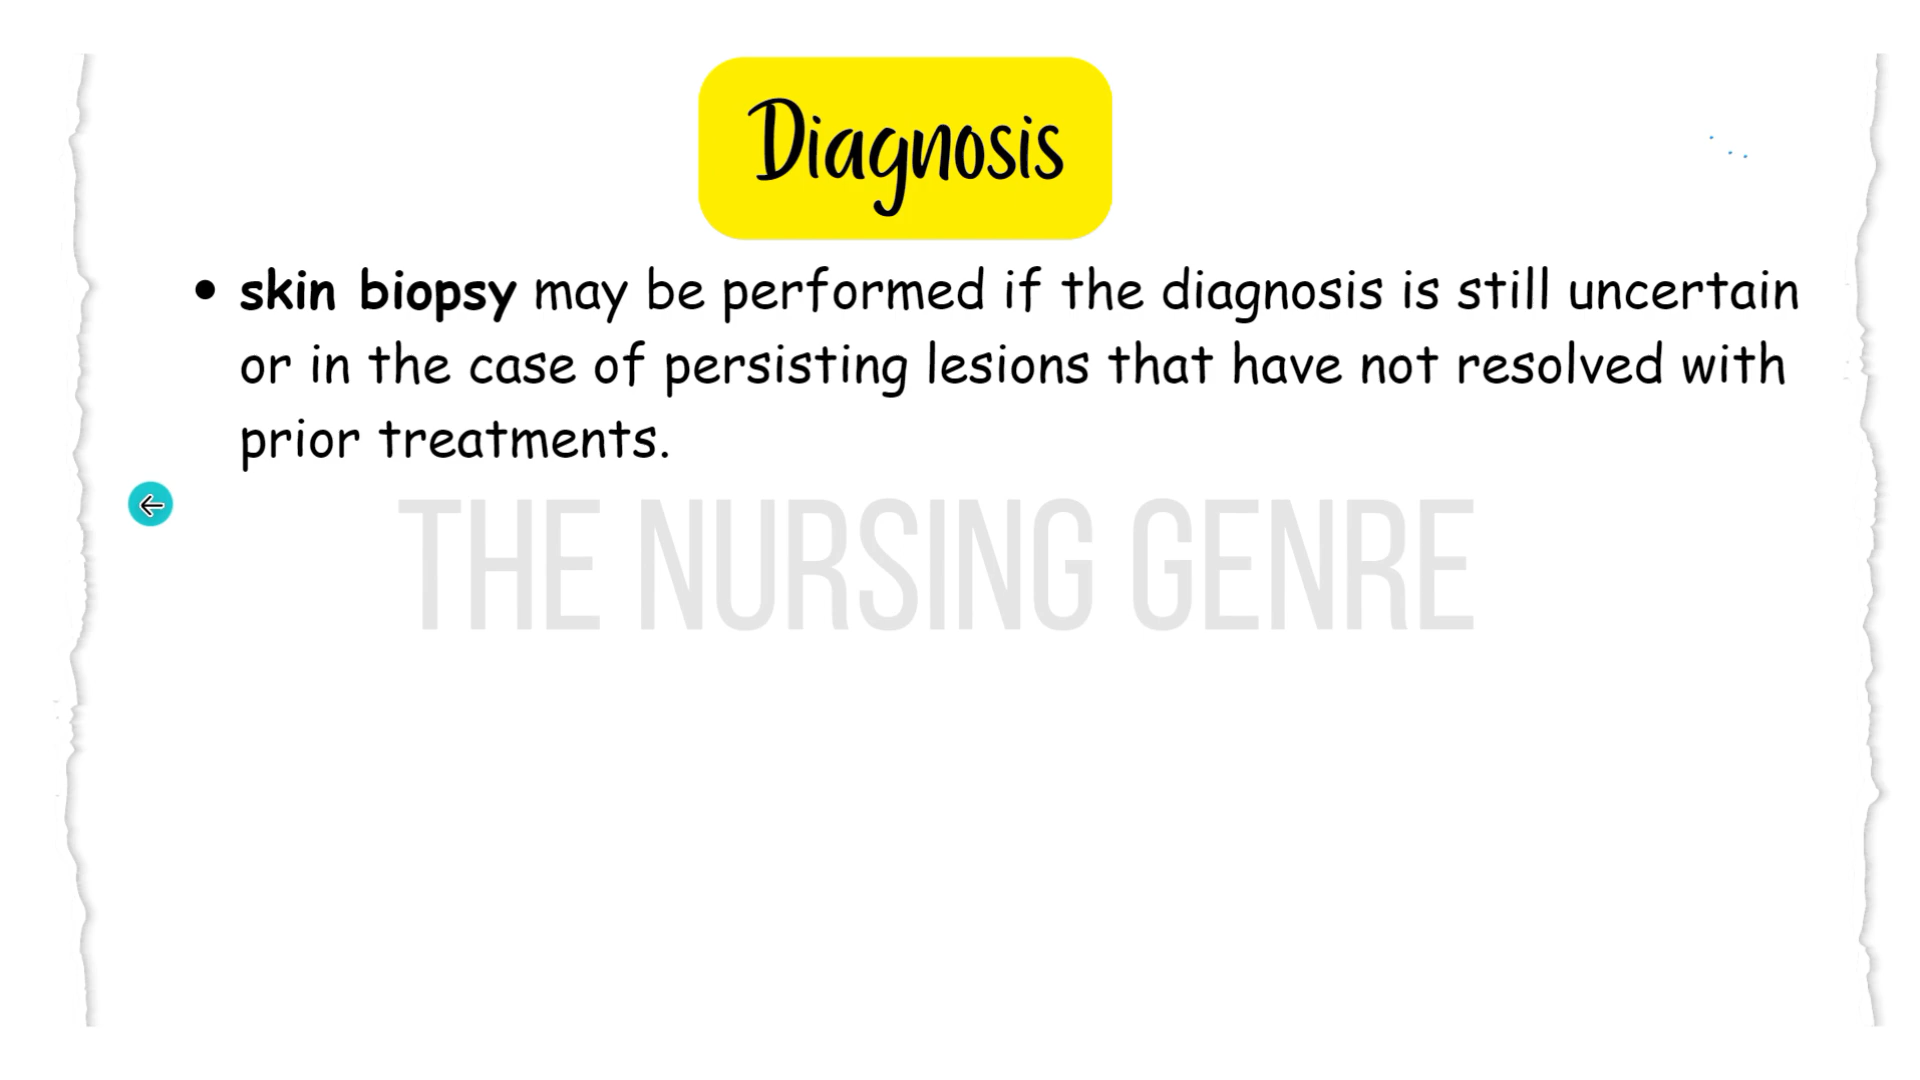 Diagnosis
• skin biopsy may be performed if the diagnosis is still uncertain
or in the case of persisting lesions that have not resolved with
prior treatments.
THE NURSING GENRE